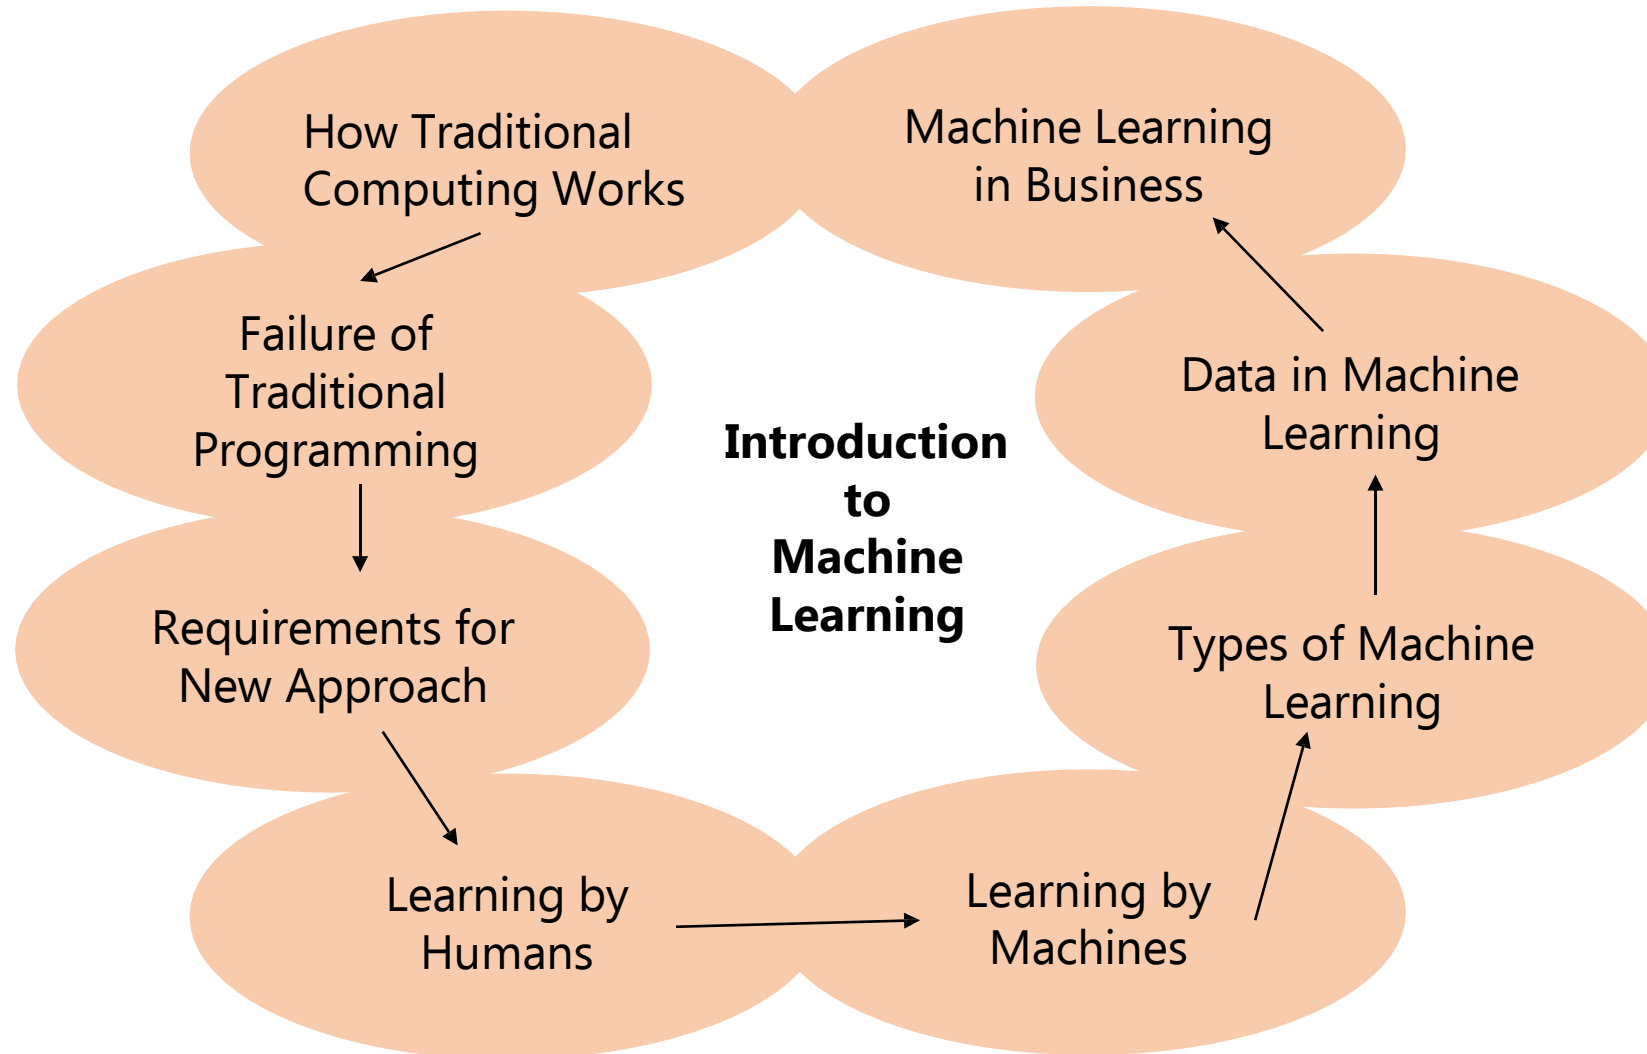 How Traditional
Computing Works
Failure of
Traditional
Programming
Requirements for
New Approach
Learning by
Humans
Learning by
Machines
Types of Machine
Learning
Data in Machine
Learning
Machine Learning
in Business
Introduction
to
Machine
Learning